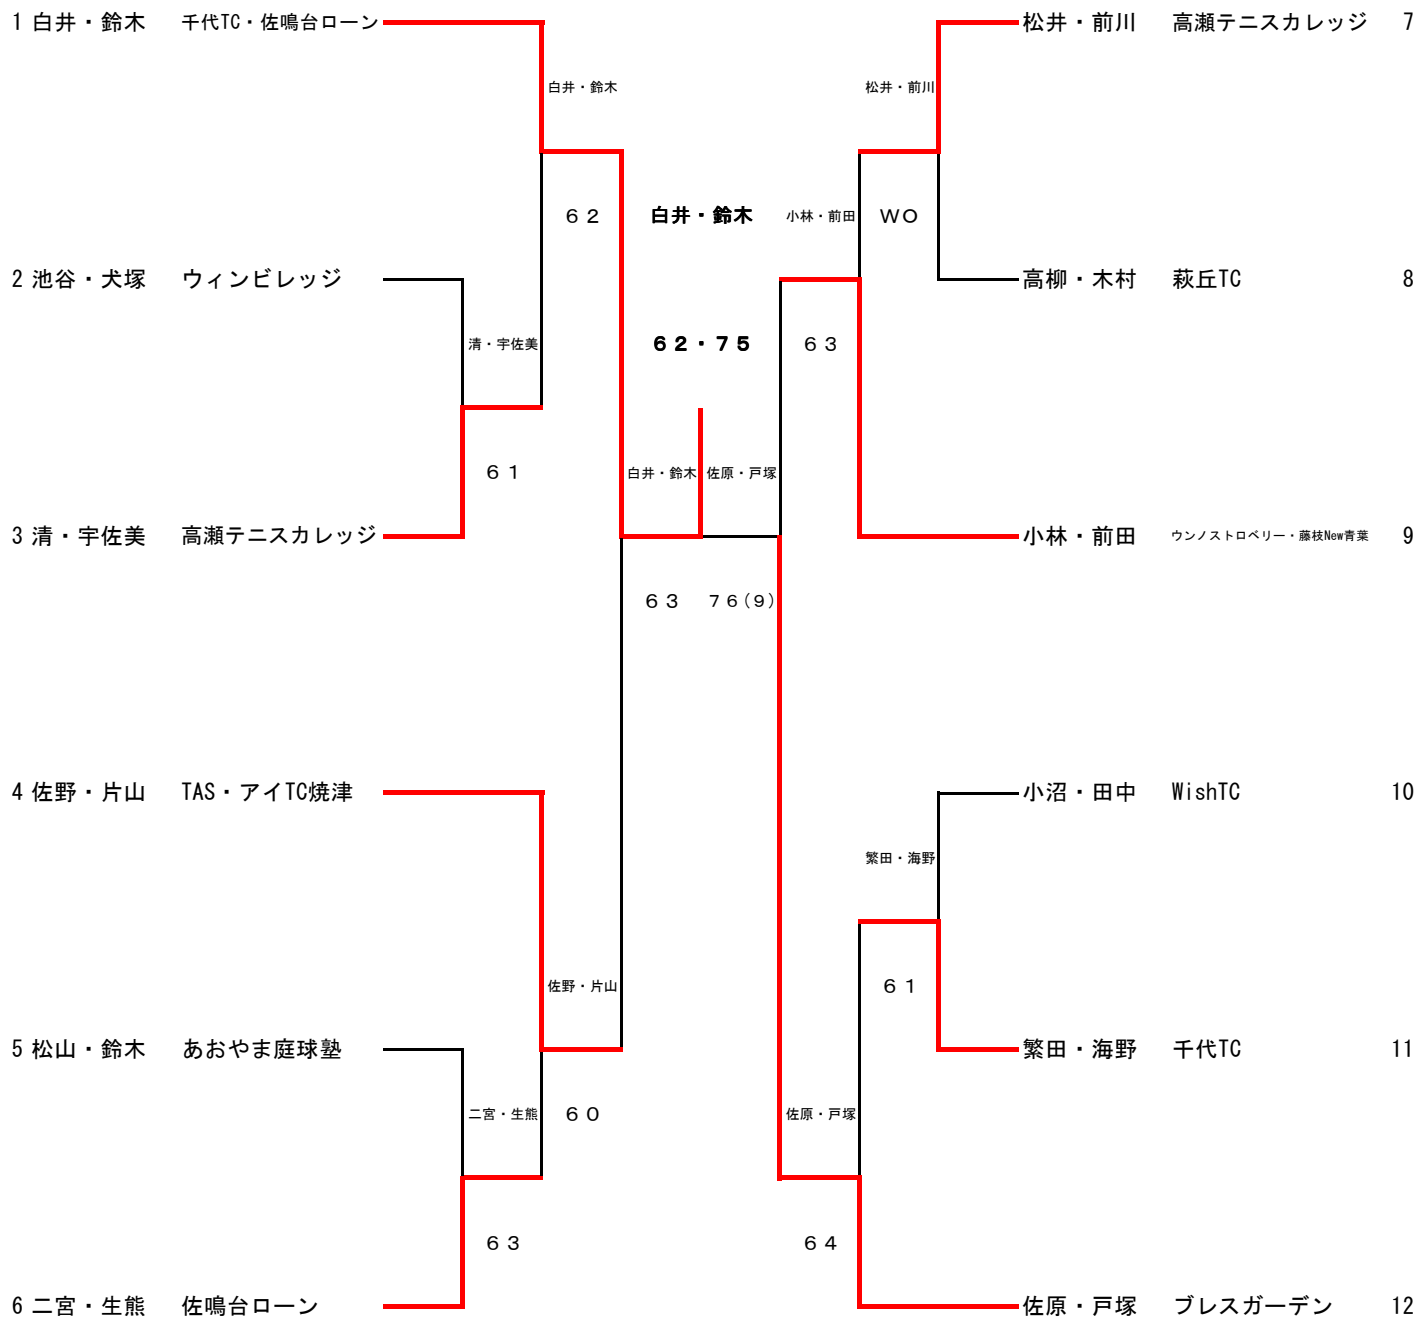 1 白井・鈴木 千代TC・佐鳴台ローン
松井・前川 高瀬テニスカレッジ 7
白井・鈴木
松井・前川
62
白井・鈴木
小林・前田
WO
2 池谷・犬塚 ウィンビレッジ
高柳・木村 萩丘TC 8
清・宇佐美
62・75
63
61
白井・鈴木
佐原・戸塚
3 清・宇佐美 高瀬テニスカレッジ
小林・前田 ウンノストロベリー・藤枝New青葉 9
63
76(9)
4 佐野・片山 TAS・アイTC焼津
小沼・田中 WishTC 10
繁田・海野
佐野・片山
61
5 松山・鈴木 あおやま庭球塾
繁田・海野 千代TC 11
二宮・生熊
60
佐原・戸塚
63
64
6 二宮・生熊 佐鳴台ローン
佐原・戸塚 ブレスガーデン 12